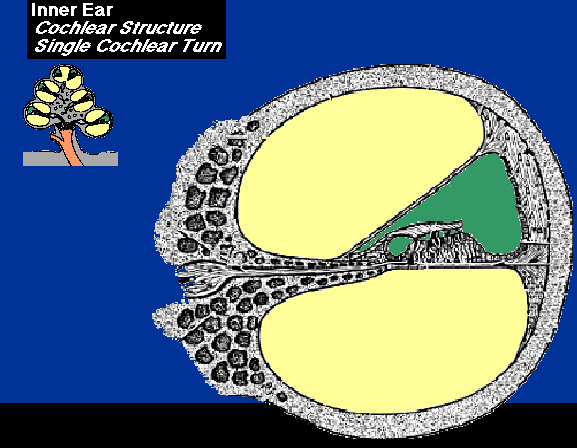 Inner Ear
Cochlear Structure
Single Cochlear Turn